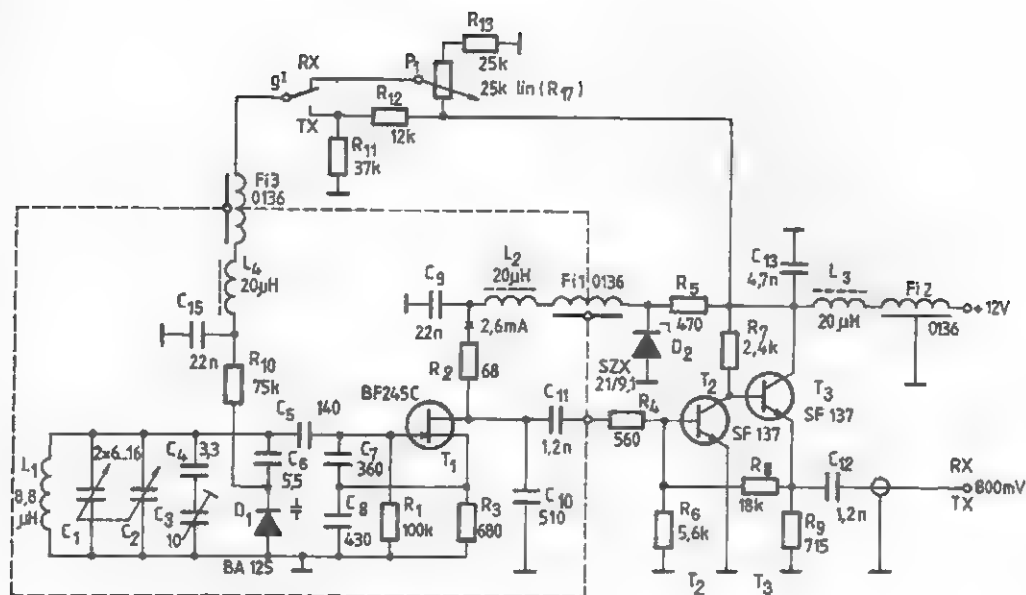 R13
25k
RX
gI
P1
25k lin (R17)
R12
12k
TX
R11
37k
Fi3
0136
L4
20µH
C15
22n
R10
75k
C9
22n
L2
20µH
Fi1 0136
2,6mA
R2
68
R5
470
D2
SZX
21/9,1
C13
4,7n
L3
20 µH
Fi2
0136
+12V
R7
2,4k
T2
SF 137
T3
SF 137
BF245C
T1
C11
1,2n
R4
560
C5
140
L1
8,8
µH
2x6...16
C1
C2
C4
3,3
C3
10
C6
5,5
D1
BA 125
C7
360
C8
430
R1
100k
R3
680
C10
510
R8
18k
R6
5,6k
R9
715
C12
1,2n
RX
TX
600mV
T2
T3